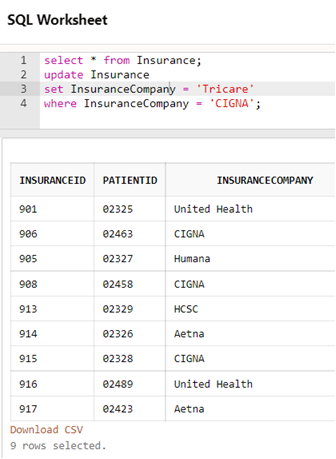 SQL Worksheet
1 select * from Insurance;
2 update Insurance
3 set InsuranceCompany = 'Tricare'
4 where InsuranceCompany = 'CIGNA';
INSURANCEID PATIENTID INSURANCECOMPANY
901 02325 United Health
906 02463 CIGNA
905 02327 Humana
908 02458 CIGNA
913 02329 HCSC
914 02326 Aetna
915 02328 CIGNA
916 02489 United Health
917 02423 Aetna
Download CSV
9 rows selected.